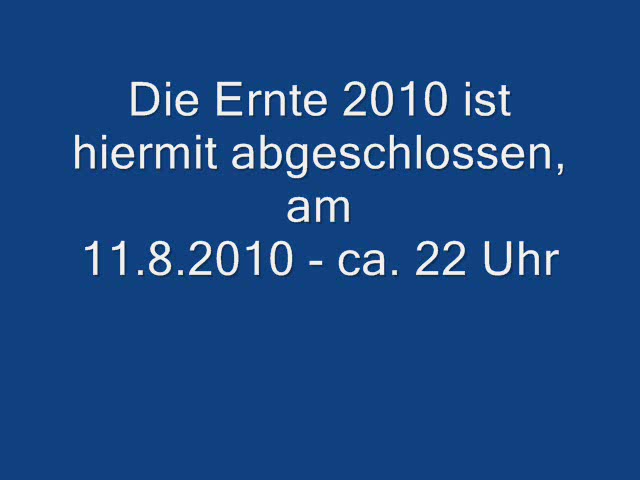 Die Ernte 2010 ist
hiermit abgeschlossen,
am
11.8.2010 - ca. 22 Uhr